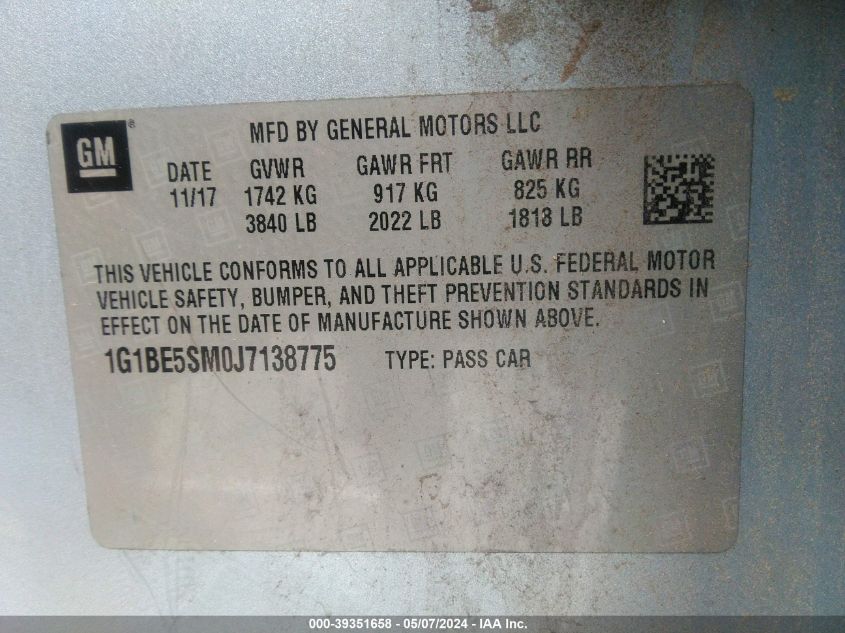 GM ®
MFD BY GENERAL MOTORS LLC
DATE GVWR GAWR FRT GAWR RR
11/17 1742 KG 917 KG 825 KG
3840 LB 2022 LB 1818 LB
THIS VEHICLE CONFORMS TO ALL APPLICABLE U.S. FEDERAL MOTOR
VEHICLE SAFETY, BUMPER, AND THEFT PREVENTION STANDARDS IN
EFFECT ON THE DATE OF MANUFACTURE SHOWN ABOVE.
1G1BE5SM0J7138775 TYPE: PASS CAR
000-39351658 - 05/07/2024 - IAA Inc.